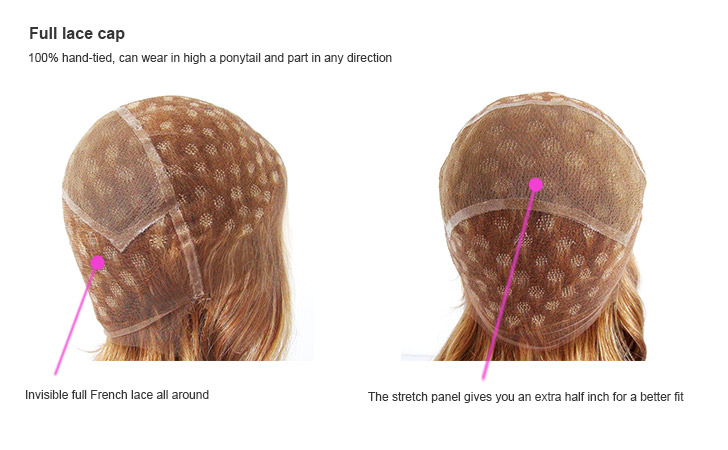 Full lace cap
100% hand-tied, can wear in high a ponytail and part in any direction
Invisible full French lace all around
The stretch panel gives you an extra half inch for a better fit